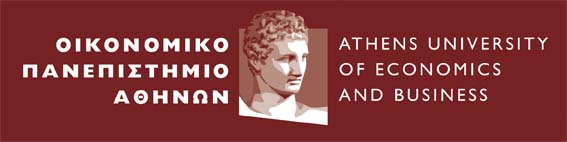 ΟΙΚΟΝΟΜΙΚΟ
ΠΑΝΕΠΙΣΤΗΜΙΟ
ΑΘΗΝΩΝ
ATHENS UNIVERSITY
OF ECONOMICS
AND BUSINESS